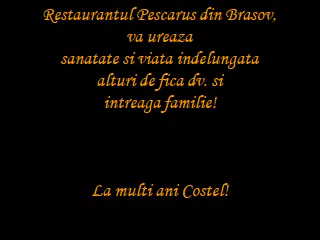 Restaurantul Pescarus din Brasov,
va ureaza
sanatate si viata indelungata
alturi de fica dv. si
intreaga familie!
La multi ani Costel!